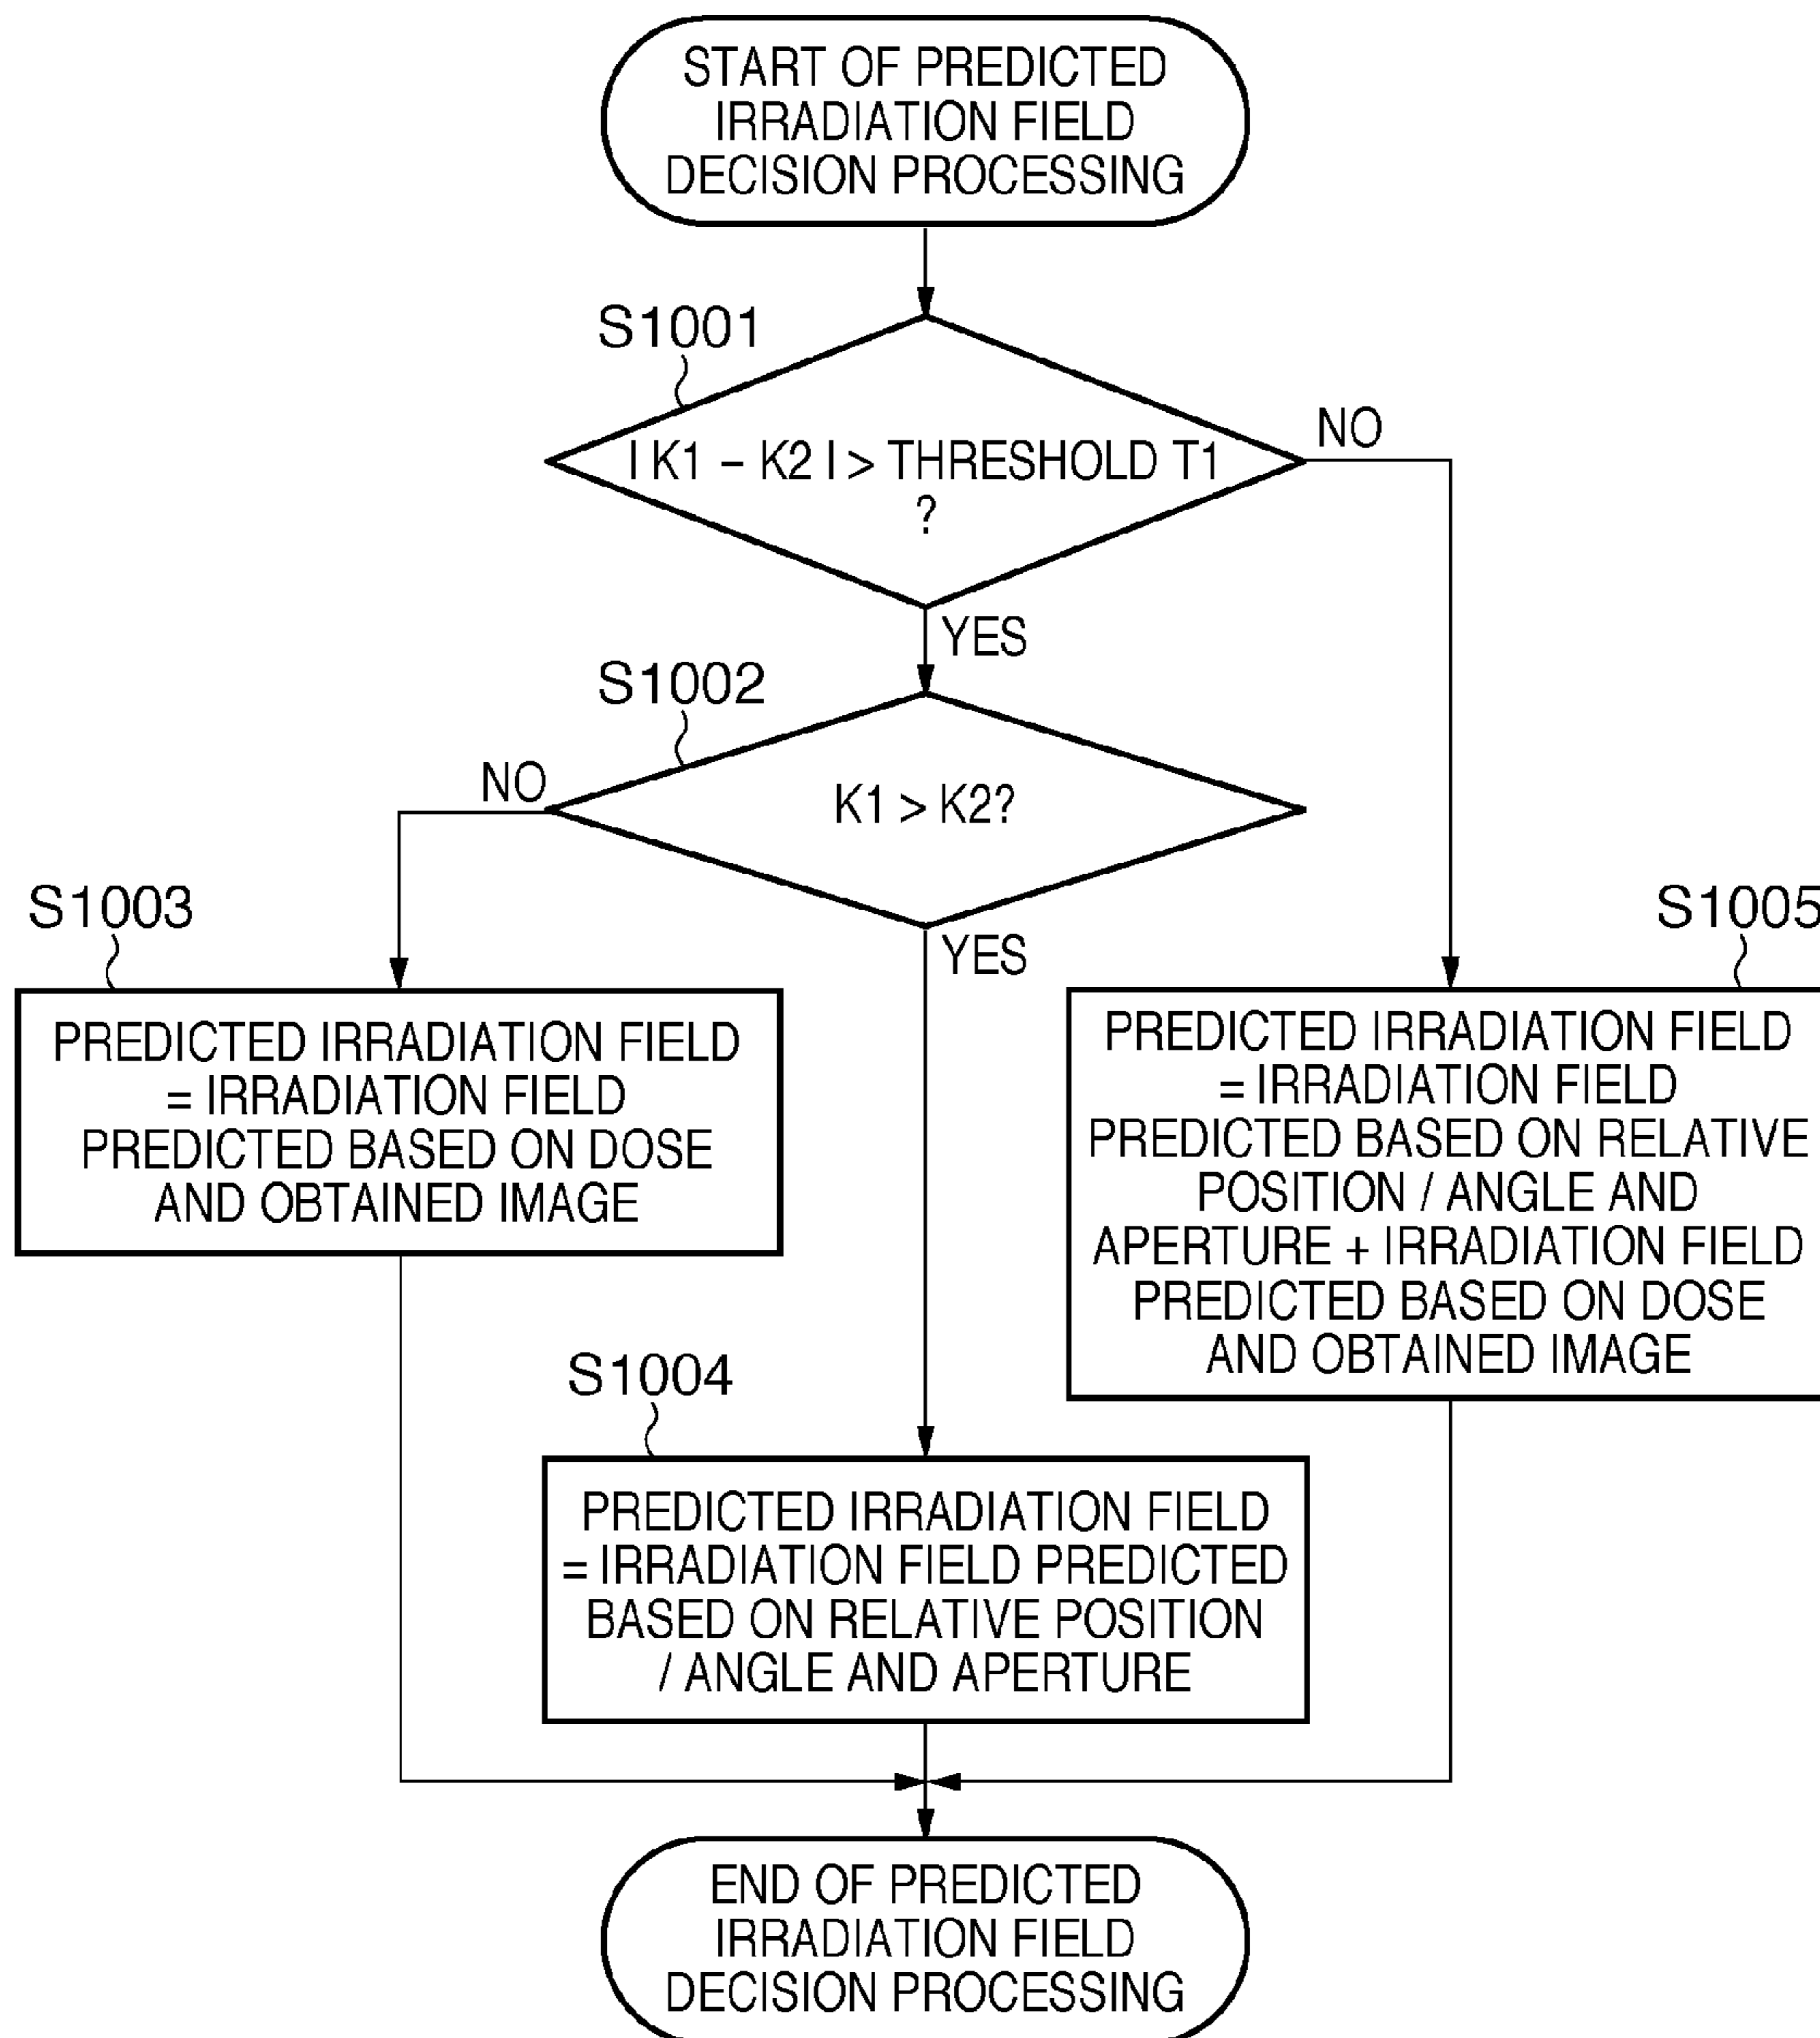 START OF PREDICTED
IRRADIATION FIELD
DECISION PROCESSING
S1001
| K1 – K2 | > THRESHOLD T1
?
NO
YES
S1002
K1 > K2?
NO
YES
S1003
PREDICTED IRRADIATION FIELD
= IRRADIATION FIELD
PREDICTED BASED ON DOSE
AND OBTAINED IMAGE
S1005
PREDICTED IRRADIATION FIELD
= IRRADIATION FIELD
PREDICTED BASED ON RELATIVE
POSITION / ANGLE AND
APERTURE + IRRADIATION FIELD
PREDICTED BASED ON DOSE
AND OBTAINED IMAGE
S1004
PREDICTED IRRADIATION FIELD
= IRRADIATION FIELD PREDICTED
BASED ON RELATIVE POSITION
/ ANGLE AND APERTURE
END OF PREDICTED
IRRADIATION FIELD
DECISION PROCESSING